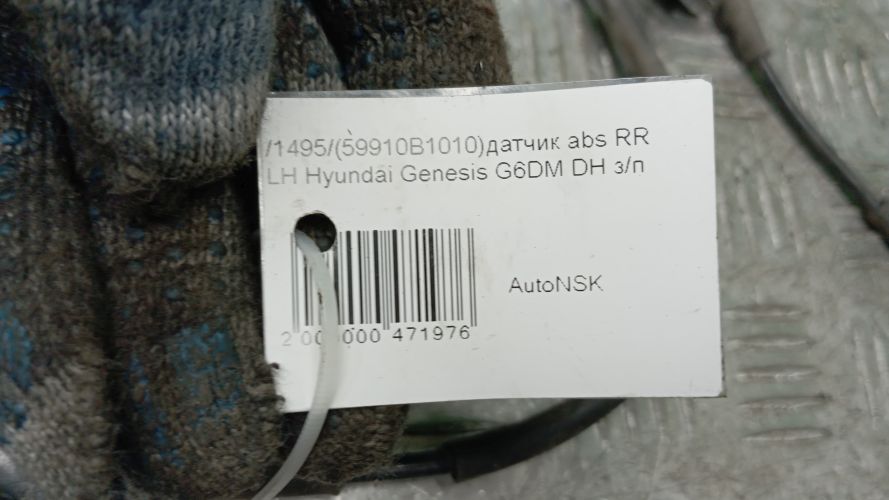 /1495/(59910B1010)датчик abs RR
LH Hyundai Genesis G6DM DH з/п
AutoNSK
000 471976